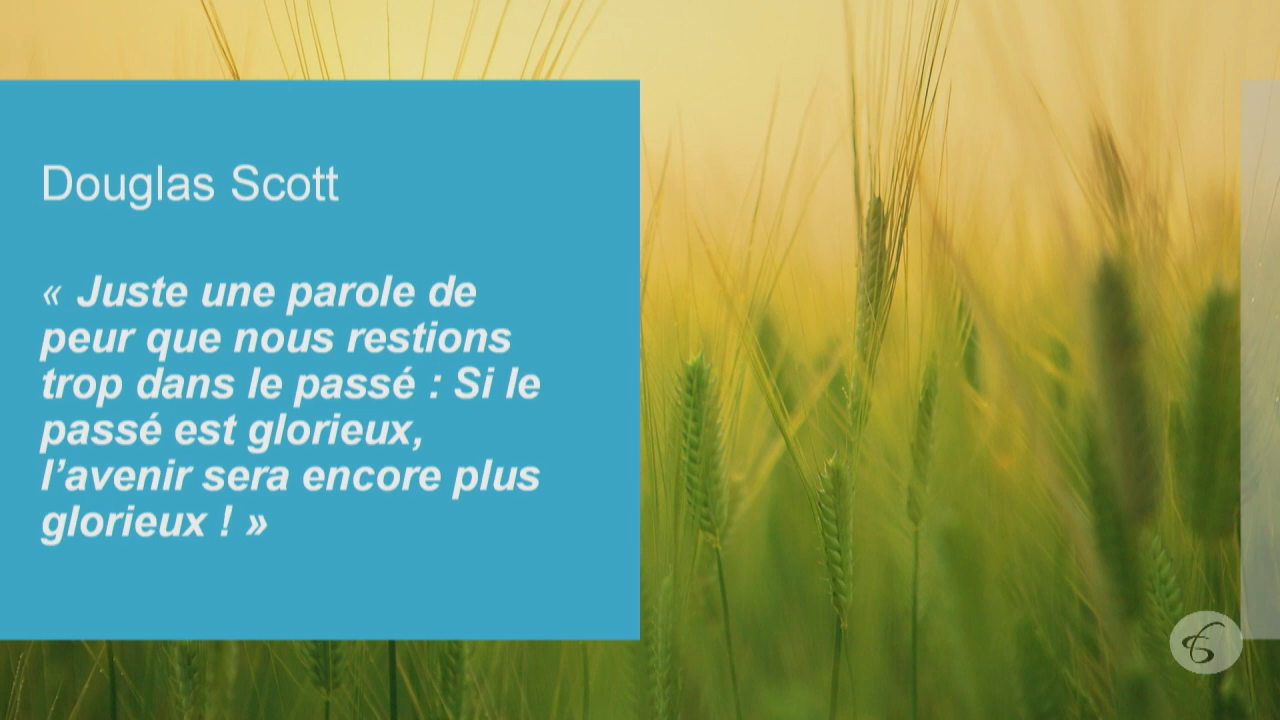 Douglas Scott
« Juste une parole de
peur que nous restions
trop dans le passé : Si le
passé est glorieux,
l’avenir sera encore plus
glorieux ! »